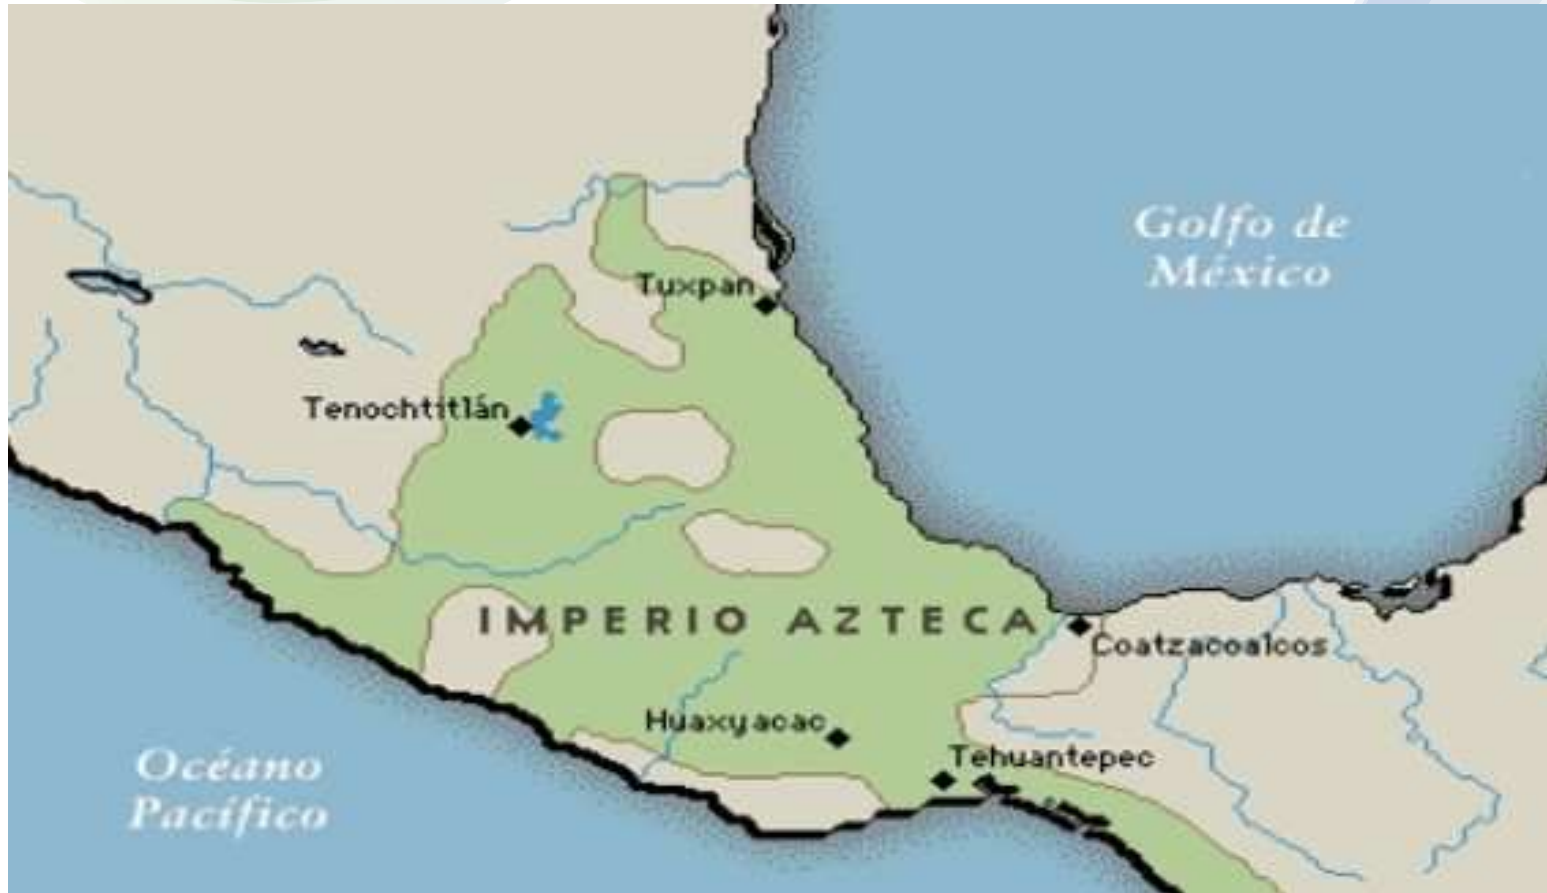 Golfo de
México
Tuxpan
Tenochtitlán
IMPERIO AZTECA
Coatzacoalcos
Huaxyacac
Tehuantepec
Océano
Pacífico